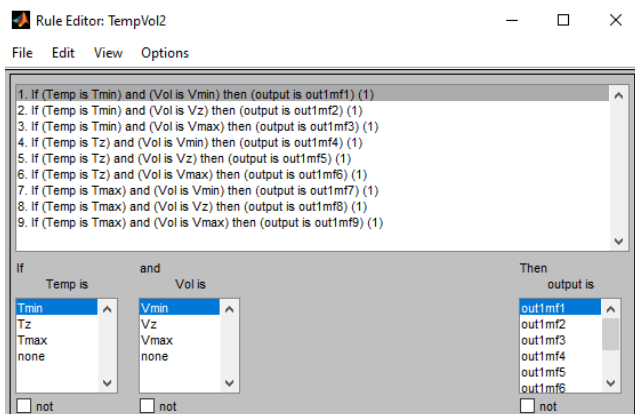 Rule Editor: TempVol2
File Edit View Options
1. If (Temp is Tmin) and (Vol is Vmin) then (output is out1mf1) (1)
2. If (Temp is Tmin) and (Vol is Vz) then (output is out1mf2) (1)
3. If (Temp is Tmin) and (Vol is Vmax) then (output is out1mf3) (1)
4. If (Temp is Tz) and (Vol is Vmin) then (output is out1mf4) (1)
5. If (Temp is Tz) and (Vol is Vz) then (output is out1mf5) (1)
6. If (Temp is Tz) and (Vol is Vmax) then (output is out1mf6) (1)
7. If (Temp is Tmax) and (Vol is Vmin) then (output is out1mf7) (1)
8. If (Temp is Tmax) and (Vol is Vz) then (output is out1mf8) (1)
9. If (Temp is Tmax) and (Vol is Vmax) then (output is out1mf9) (1)
If and Then
Temp is Vol is output is
Tmin Vmin out1mf1
Tz Vz out1mf2
Tmax Vmax out1mf3
none none out1mf4
out1mf5
out1mf6
not not not